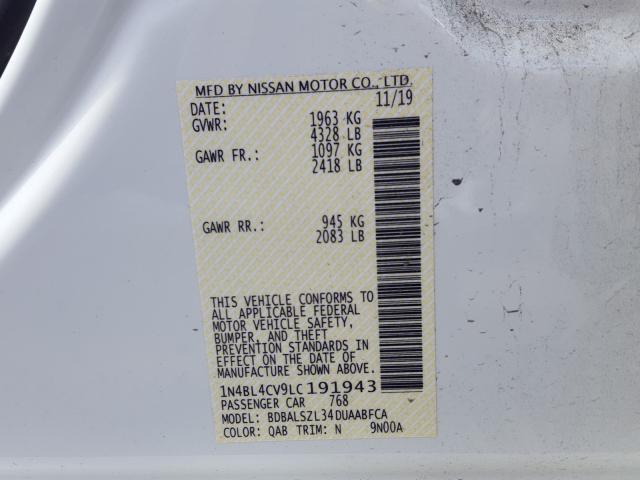 MFD BY NISSAN MOTOR CO., LTD.
DATE: 11/19
GVWR: 1963 KG
4328 LB
GAWR FR.: 1097 KG
2418 LB
GAWR RR.: 945 KG
2083 LB
THIS VEHICLE CONFORMS TO
ALL APPLICABLE FEDERAL
MOTOR VEHICLE SAFETY,
BUMPER, AND THEFT
PREVENTION STANDARDS IN
EFFECT ON THE DATE OF
MANUFACTURE SHOWN ABOVE.
1N4BL4CV9LC191943
PASSENGER CAR 768
MODEL: BDBALSZL34DUAABFCA
COLOR: QAB TRIM: N 9N00A